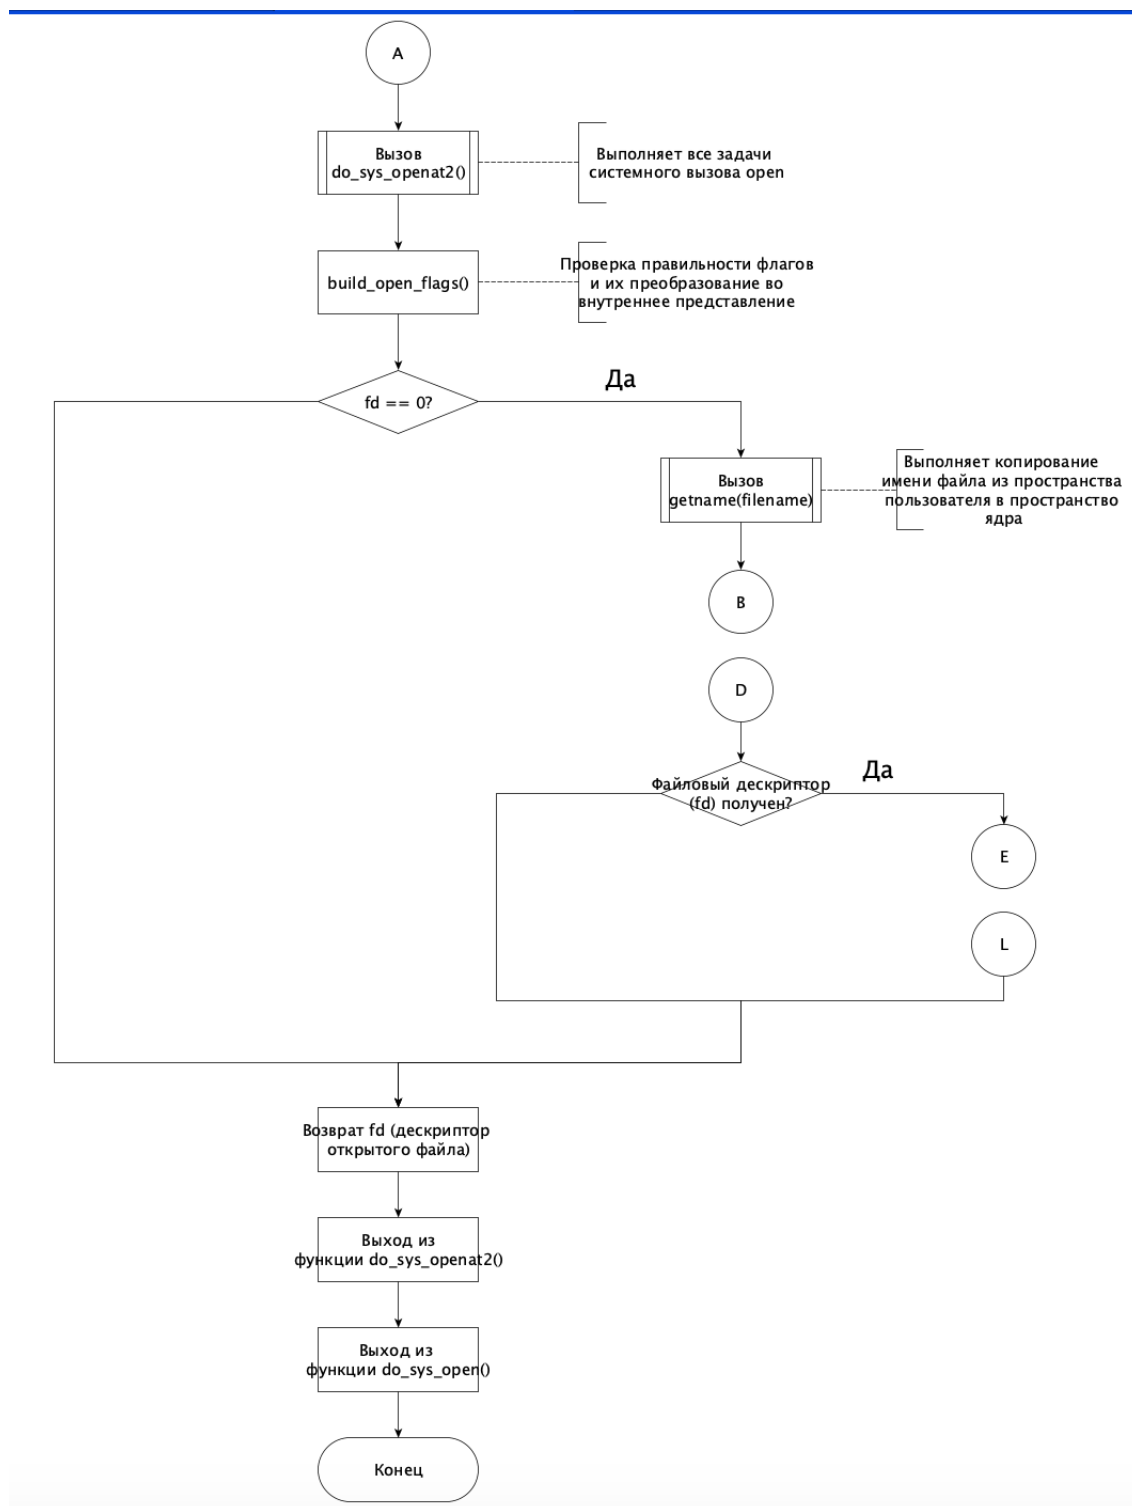 A
Вызов
do_sys_openat2()
Выполняет все задачи
системного вызова open
build_open_flags()
Проверка правильности флагов
и их преобразование во
внутреннее представление
fd == 0?
Да
Вызов
getname(filename)
Выполняет копирование
имени файла из пространства
пользователя в пространство
ядра
B
D
Файловый дескриптор
(fd) получен?
Да
E
L
Возврат fd (дескриптор
открытого файла)
Выход из
функции do_sys_openat2()
Выход из
функции do_sys_open()
Конец